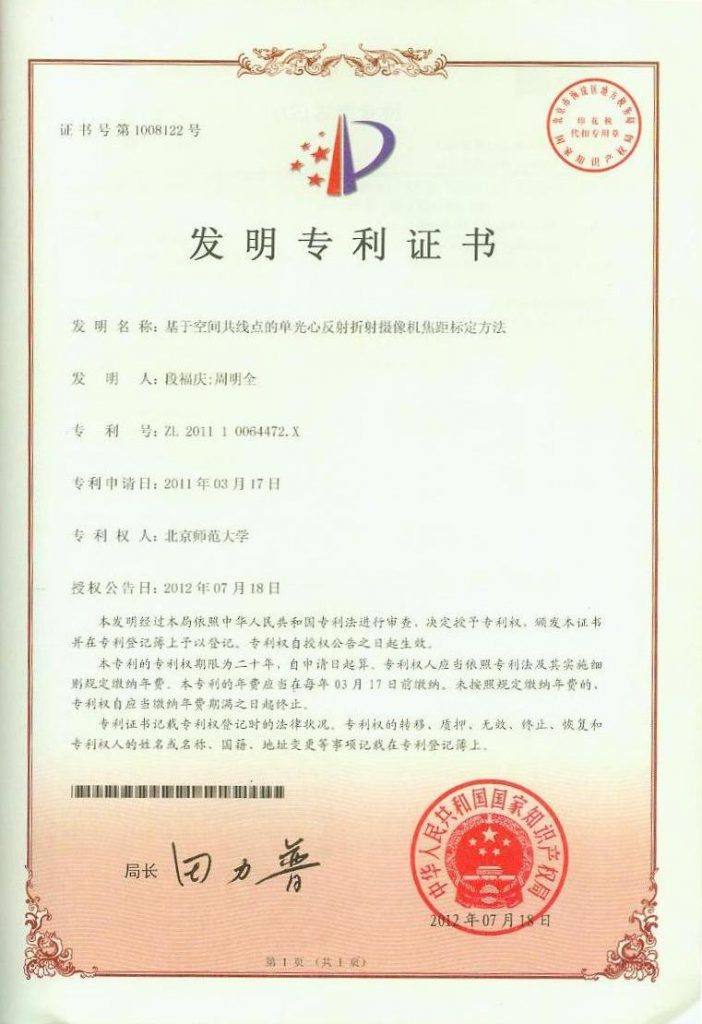 证书号第1008122号
北京市海淀区地方税务局
印花税
代扣专用章
国家知识产权局
发明专利证书
发明名称：基于空间共线点的单光心反射折射摄像机焦距标定方法
发明人：段福庆;周明全
专利号：ZL 2011 1 0064472.X
专利申请日：2011年03月17日
专利权人：北京师范大学
授权公告日：2012年07月18日
本发明经过本局依照中华人民共和国专利法进行审查，决定授予专利权，颁发本证书
并在专利登记簿上予以登记。专利权自授权公告之日起生效。
本专利的专利权期限为二十年，自申请日起算。专利权人应当依照专利法及其实施细
则规定缴纳年费。本专利的年费应当在每年03月17日前缴纳。未按照规定缴纳年费的，
专利权自应当缴纳年费期满之日起终止。
专利证书记载专利权登记时的法律状况。专利权的转移、质押、无效、终止、恢复和
专利权人的姓名或名称、国籍、地址变更等事项记载在专利登记簿上。
局长 田力普
中华人民共和国国家知识产权局
2012年07月18日
第1页（共1页）